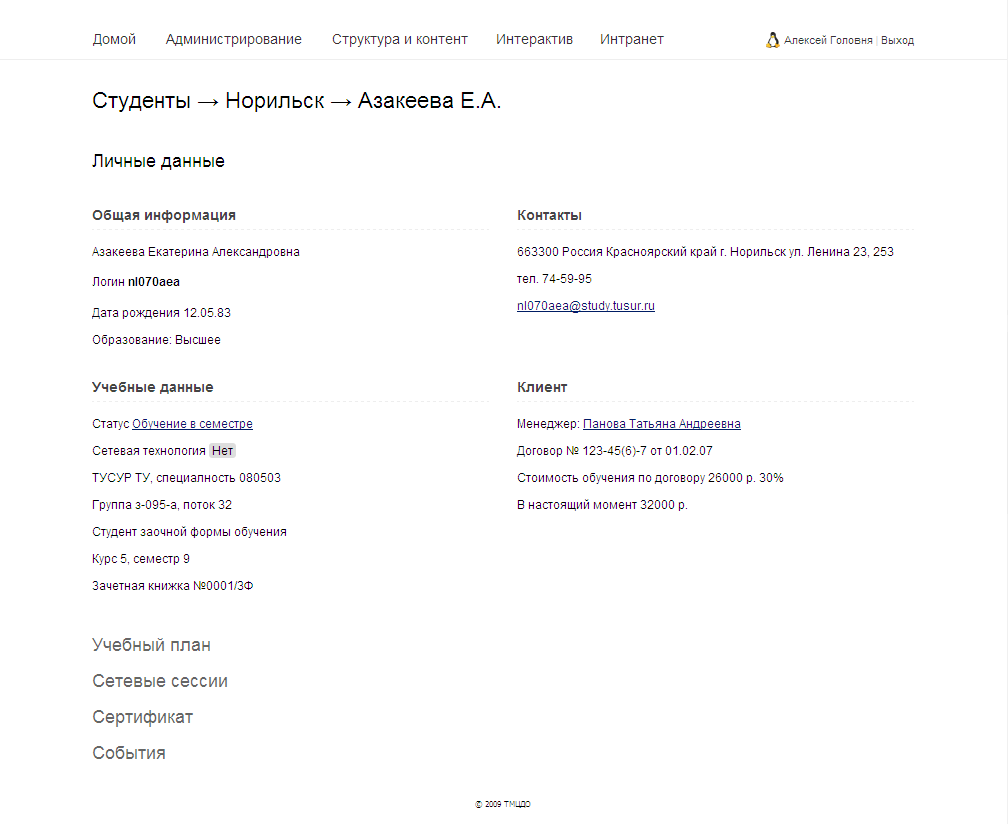 Домой Администрирование Структура и контент Интерактив Интранет Алексей Головня | Выход
Студенты → Норильск → Азакеева Е.А.
Личные данные
Общая информация
Азакеева Екатерина Александровна
Логин nl070aea
Дата рождения 12.05.83
Образование: Высшее
Контакты
663300 Россия Красноярский край г. Норильск ул. Ленина 23, 253
тел. 74-59-95
nl070aea@study.tusur.ru
Учебные данные
Статус Обучение в семестре
Сетевая технология Нет
ТУСУР ТУ, специалность 080503
Группа з-095-а, поток 32
Студент заочной формы обучения
Курс 5, семестр 9
Зачетная книжка №0001/ЗФ
Клиент
Менеджер: Панова Татьяна Андреевна
Договор № 123-45(6)-7 от 01.02.07
Стоимость обучения по договору 26000 р. 30%
В настоящий момент 32000 р.
Учебный план
Сетевые сессии
Сертификат
События
© 2009 ТМЦДО